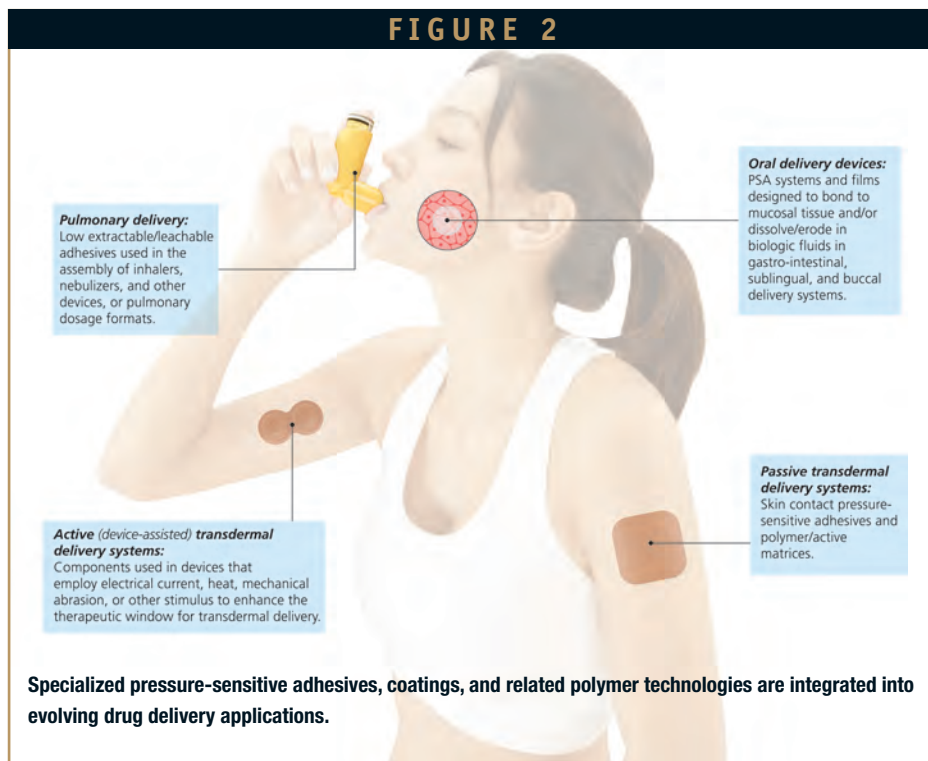 FIGURE 2
Pulmonary delivery:
Low extractable/leachable
adhesives used in the
assembly of inhalers,
nebulizers, and other
devices, or pulmonary
dosage formats.
Oral delivery devices:
PSA systems and films
designed to bond to
mucosal tissue and/or
dissolve/erode in
biologic fluids in
gastro-intestinal,
sublingual, and buccal
delivery systems.
Active (device-assisted) transdermal
delivery systems:
Components used in devices that
employ electrical current, heat, mechanical
abrasion, or other stimulus to enhance the
therapeutic window for transdermal delivery.
Passive transdermal
delivery systems:
Skin contact pressure-
sensitive adhesives and
polymer/active
matrices.
Specialized pressure-sensitive adhesives, coatings, and related polymer technologies are integrated into
evolving drug delivery applications.